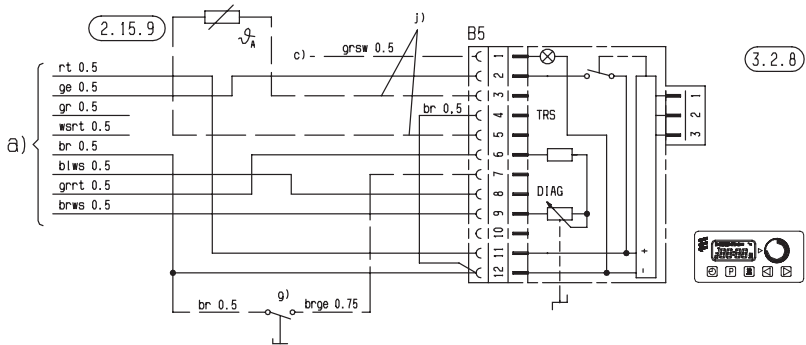 2.15.9
ϑA
j)
c)
grsw 0.5
B5
3.2.8
rt 0.5
ge 0.5
gr 0.5
wsrt 0.5
br 0.5
blws 0.5
grrt 0.5
brws 0.5
a)
br 0,5
1
2
3
4
5
6
7
8
9
10
11
12
TRS
DIAG
+
-
1
2
3
P
br 0.5
g)
brge 0.75